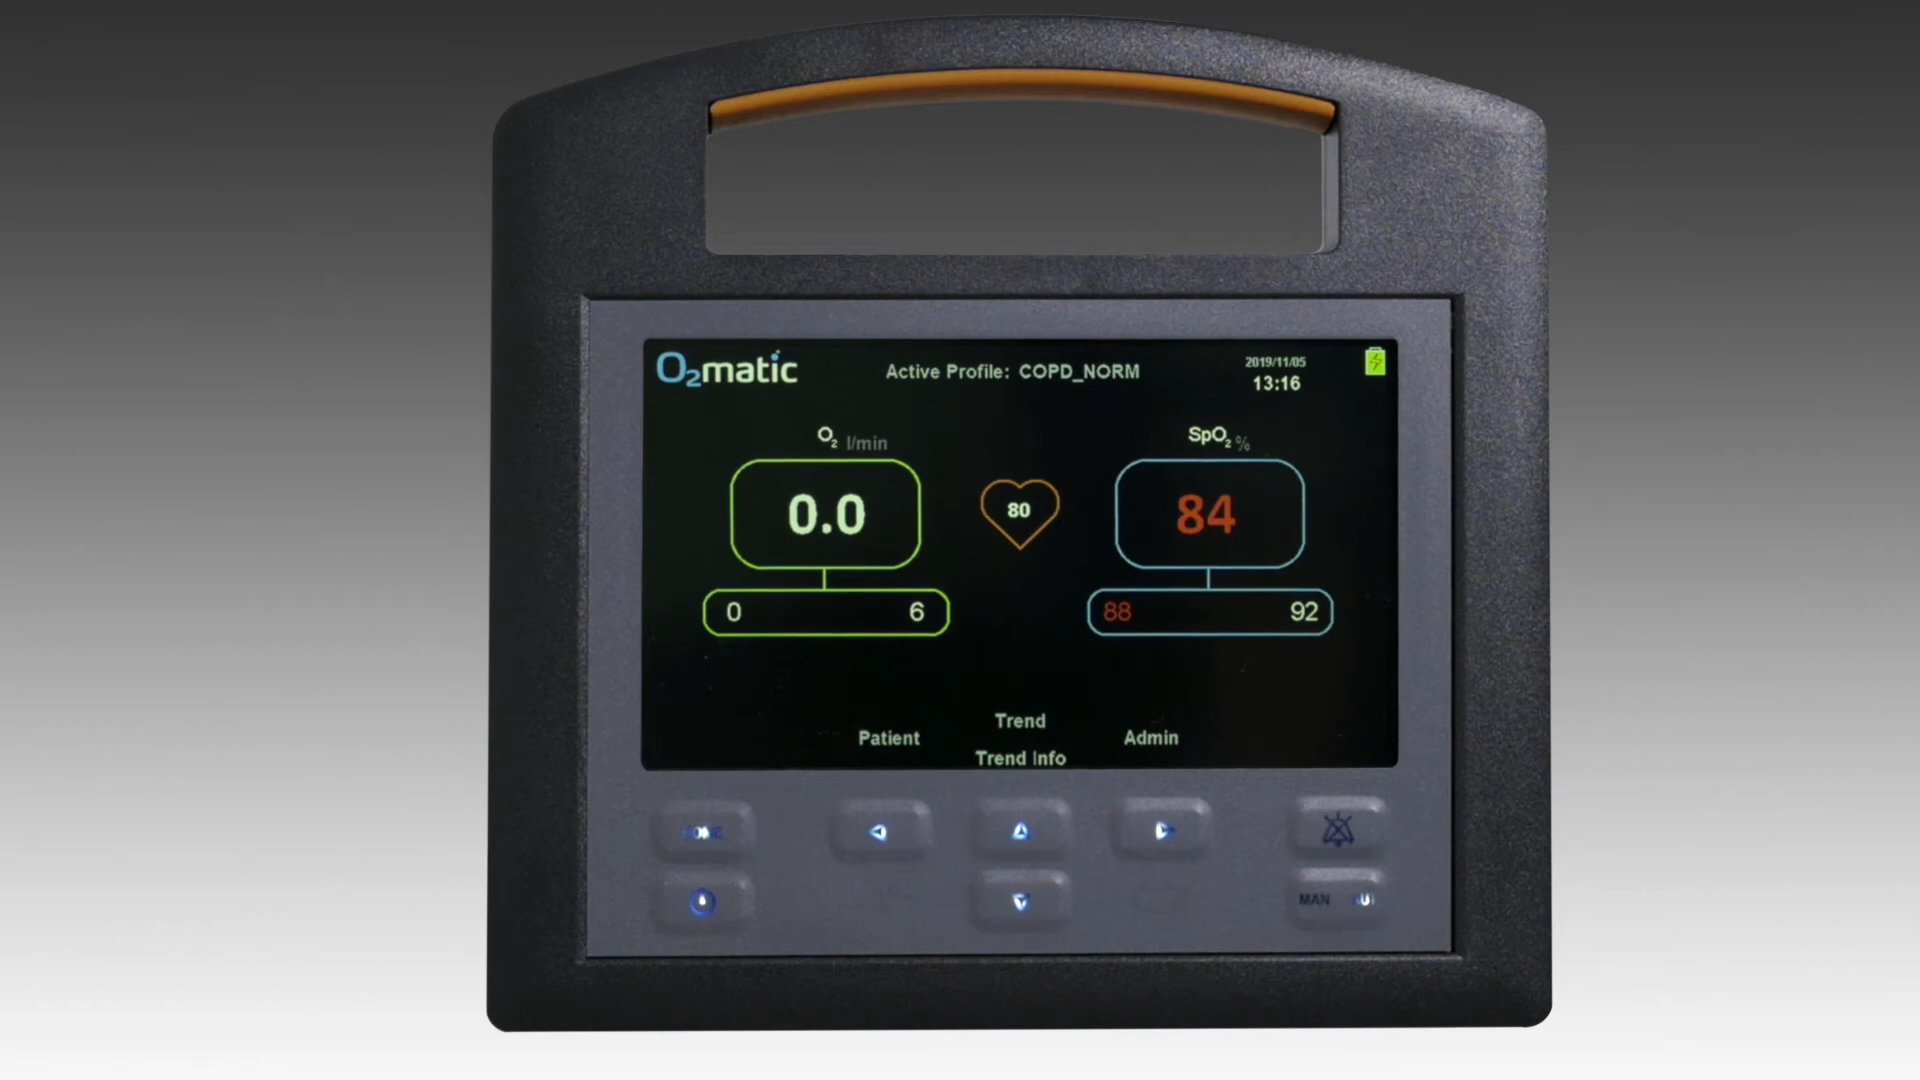 O2matic
Active Profile: COPD_NORM
2019/11/05
13:16
O2 l/min
SpO2 %
0.0
80
84
0 6
88 92
Trend
Patient
Admin
Trend Info
HOME
MAN